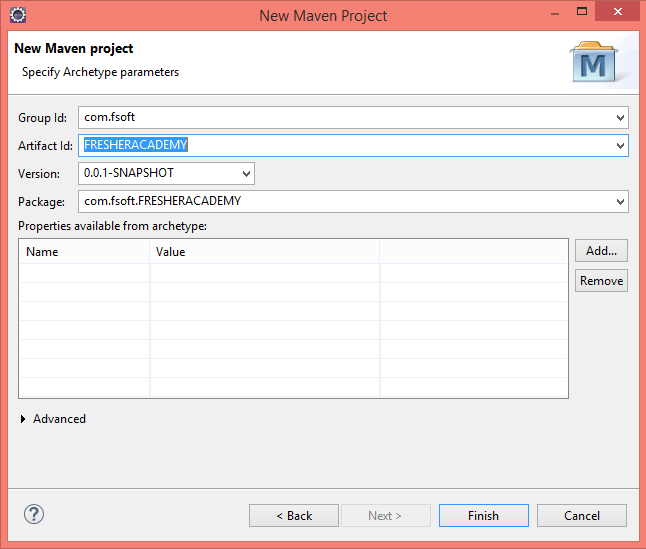 New Maven Project
New Maven project
Specify Archetype parameters
M
Group Id: com.fsoft
Artifact Id: FRESHERACADEMY
Version: 0.0.1-SNAPSHOT
Package: com.fsoft.FRESHERACADEMY
Properties available from archetype:
Name Value
Add...
Remove
Advanced
? < Back Next > Finish Cancel